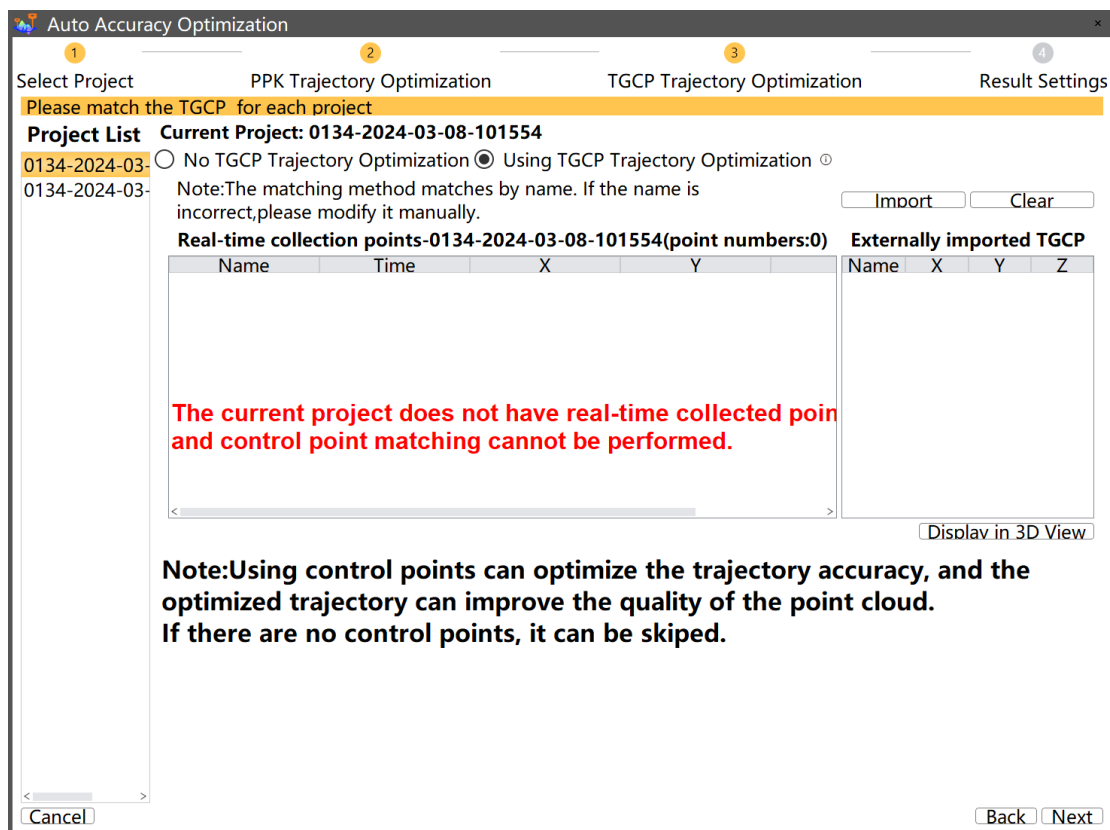 Auto Accuracy Optimization
×
1
2
3
4
Select Project
PPK Trajectory Optimization
TGCP Trajectory Optimization
Result Settings
Please match the TGCP for each project
Project List
0134-2024-03-
0134-2024-03-
Current Project: 0134-2024-03-08-101554
No TGCP Trajectory Optimization
Using TGCP Trajectory Optimization
Note:The matching method matches by name. If the name is
incorrect,please modify it manually.
Import
Clear
Real-time collection points-0134-2024-03-08-101554(point numbers:0)
Externally imported TGCP
Name Time X Y
Name X Y Z
The current project does not have real-time collected poin
and control point matching cannot be performed.
Display in 3D View
Note:Using control points can optimize the trajectory accuracy, and the
optimized trajectory can improve the quality of the point cloud.
If there are no control points, it can be skiped.
Cancel
Back
Next